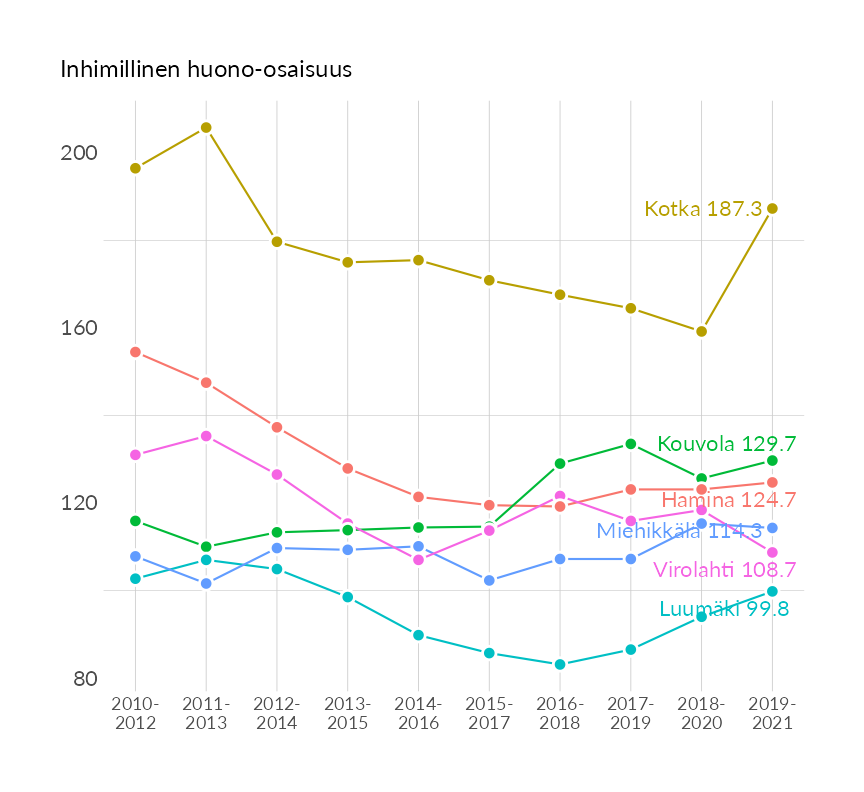 Inhimillinen huono-osaisuus
200
Kotka 187.3
160
Kouvola 129.7
120
Hamina 124.7
Miehikkälä 114.3
Virolahti 108.7
Luumäki 99.8
80
2010- 2011- 2012- 2013- 2014- 2015- 2016- 2017- 2018- 2019-
2012 2013 2014 2015 2016 2017 2018 2019 2020 2021